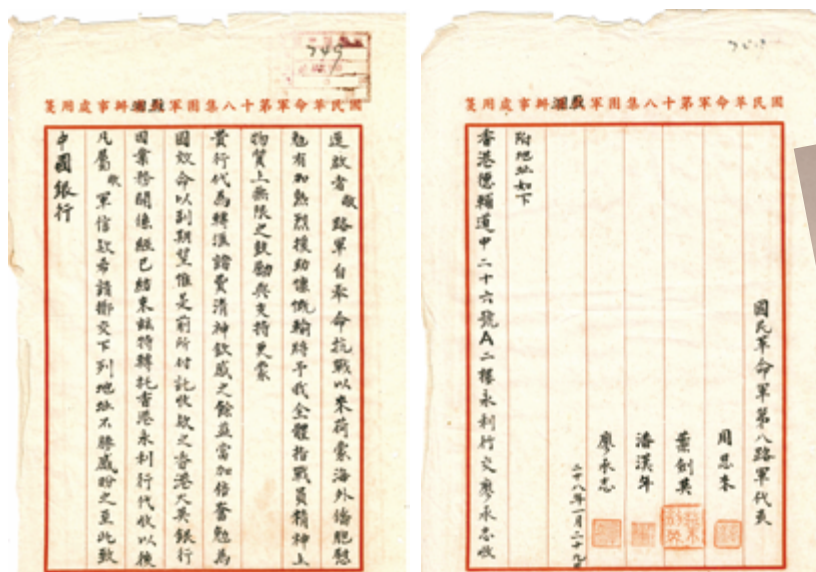 國民革命軍第十八集團軍駐湘辦事處用箋
逕啟者敝路軍自奉命抗戰以來荷蒙海外僑胞慰
勉有加熱烈援助慷慨輸將予我全體指戰員精神上
物質上無限之鼓勵與支持更蒙
貴行代為轉滙諸費清神欽感之餘益當加倍奮勉為
國效命以副期望惟是前所付託收款之香港大英銀行
因業務關係經已結束茲特轉托香港永利行代收以後
凡屬敝軍信款希請擲交下列地址不勝感盼之至此致
中國銀行
國民革命軍第十八集團軍駐湘辦事處用箋
國民革命軍第八路軍代表
周恩來
葉劍英
潘漢年
廖承志
二十八年一月二十九日
附地址如下
香港德輔道中二十六號A二樓永利行交廖承志收